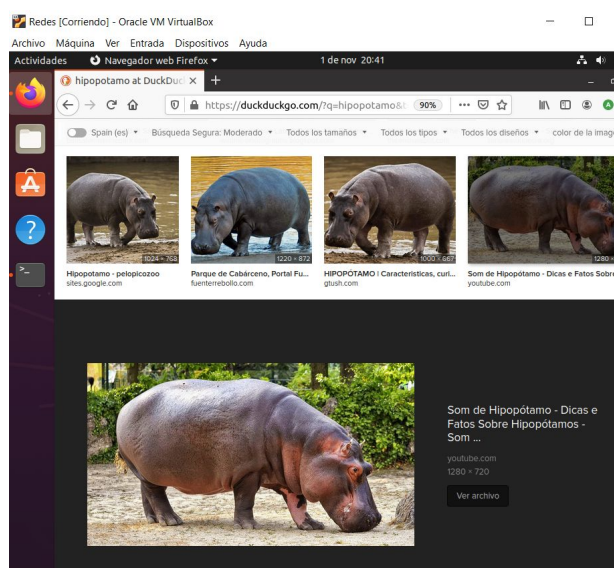 Redes [Corriendo] - Oracle VM VirtualBox
Archivo Máquina Ver Entrada Dispositivos Ayuda
Actividades Navegador web Firefox 1 de nov 20:41
hipopotamo at DuckDuc
https://duckduckgo.com/?q=hipopotamo& 90%
Spain (es) Búsqueda Segura: Moderado Todos los tamaños Todos los tipos Todos los diseños color de la image
1024 × 768 1220 × 872 1000 × 667 1280 ×
Hipopotamo - pelopicozoo Parque de Cabárceno, Portal Fu... HIPOPÓTAMO | Características, curi... Som de Hipopótamo - Dicas e Fatos Sobre
sites.google.com fuenterrebollo.com gtush.com youtube.com
Som de Hipopótamo - Dicas e
Fatos Sobre Hipopótamos -
Som ...
youtube.com
1280 × 720
Ver archivo